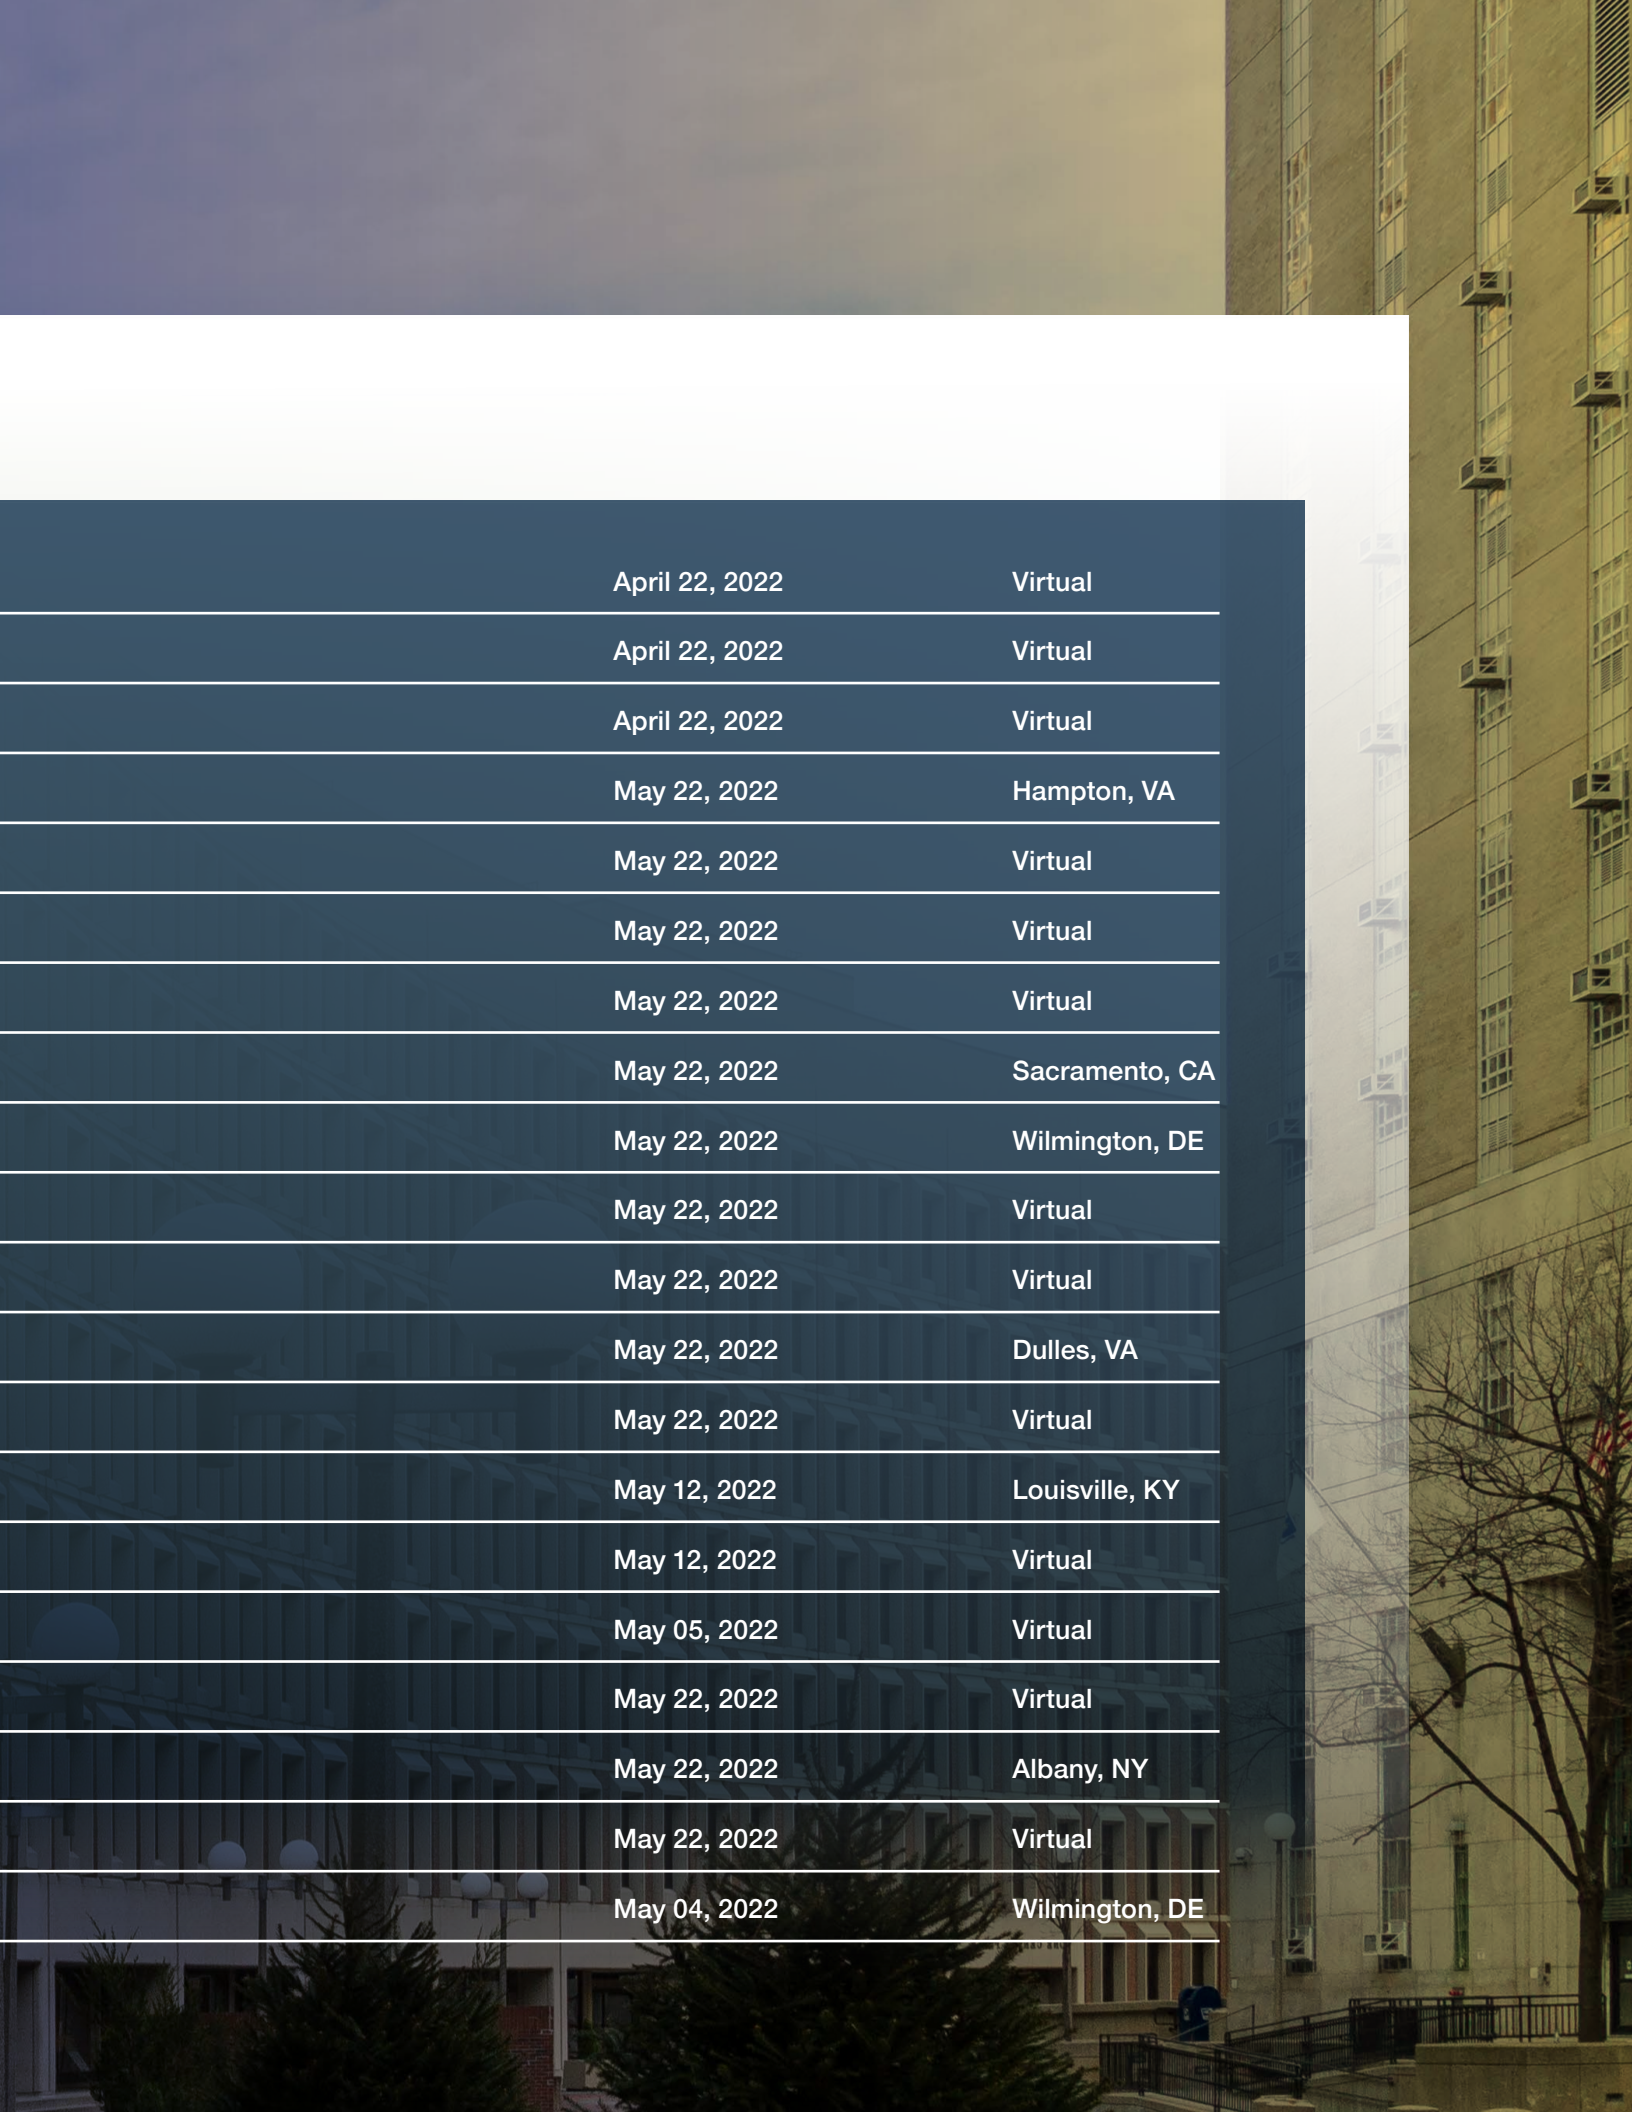 April 22, 2022 Virtual
April 22, 2022 Virtual
April 22, 2022 Virtual
May 22, 2022 Hampton, VA
May 22, 2022 Virtual
May 22, 2022 Virtual
May 22, 2022 Virtual
May 22, 2022 Sacramento, CA
May 22, 2022 Wilmington, DE
May 22, 2022 Virtual
May 22, 2022 Virtual
May 22, 2022 Dulles, VA
May 22, 2022 Virtual
May 12, 2022 Louisville, KY
May 12, 2022 Virtual
May 05, 2022 Virtual
May 22, 2022 Virtual
May 22, 2022 Albany, NY
May 22, 2022 Virtual
May 04, 2022 Wilmington, DE